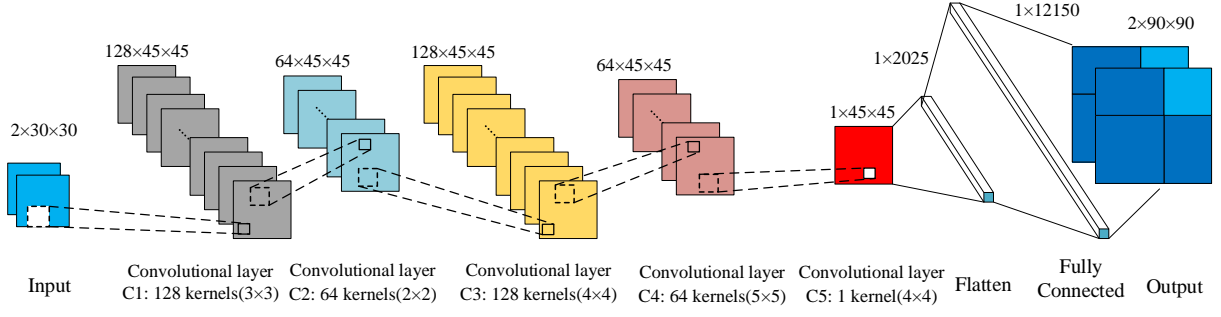 2×30×30
128×45×45
64×45×45
128×45×45
64×45×45
1×45×45
1×2025
1×12150
2×90×90
Input
Convolutional layer
C1: 128 kernels(3×3)
Convolutional layer
C2: 64 kernels(2×2)
Convolutional layer
C3: 128 kernels(4×4)
Convolutional layer
C4: 64 kernels(5×5)
Convolutional layer
C5: 1 kernel(4×4)
Flatten
Fully
Connected
Output